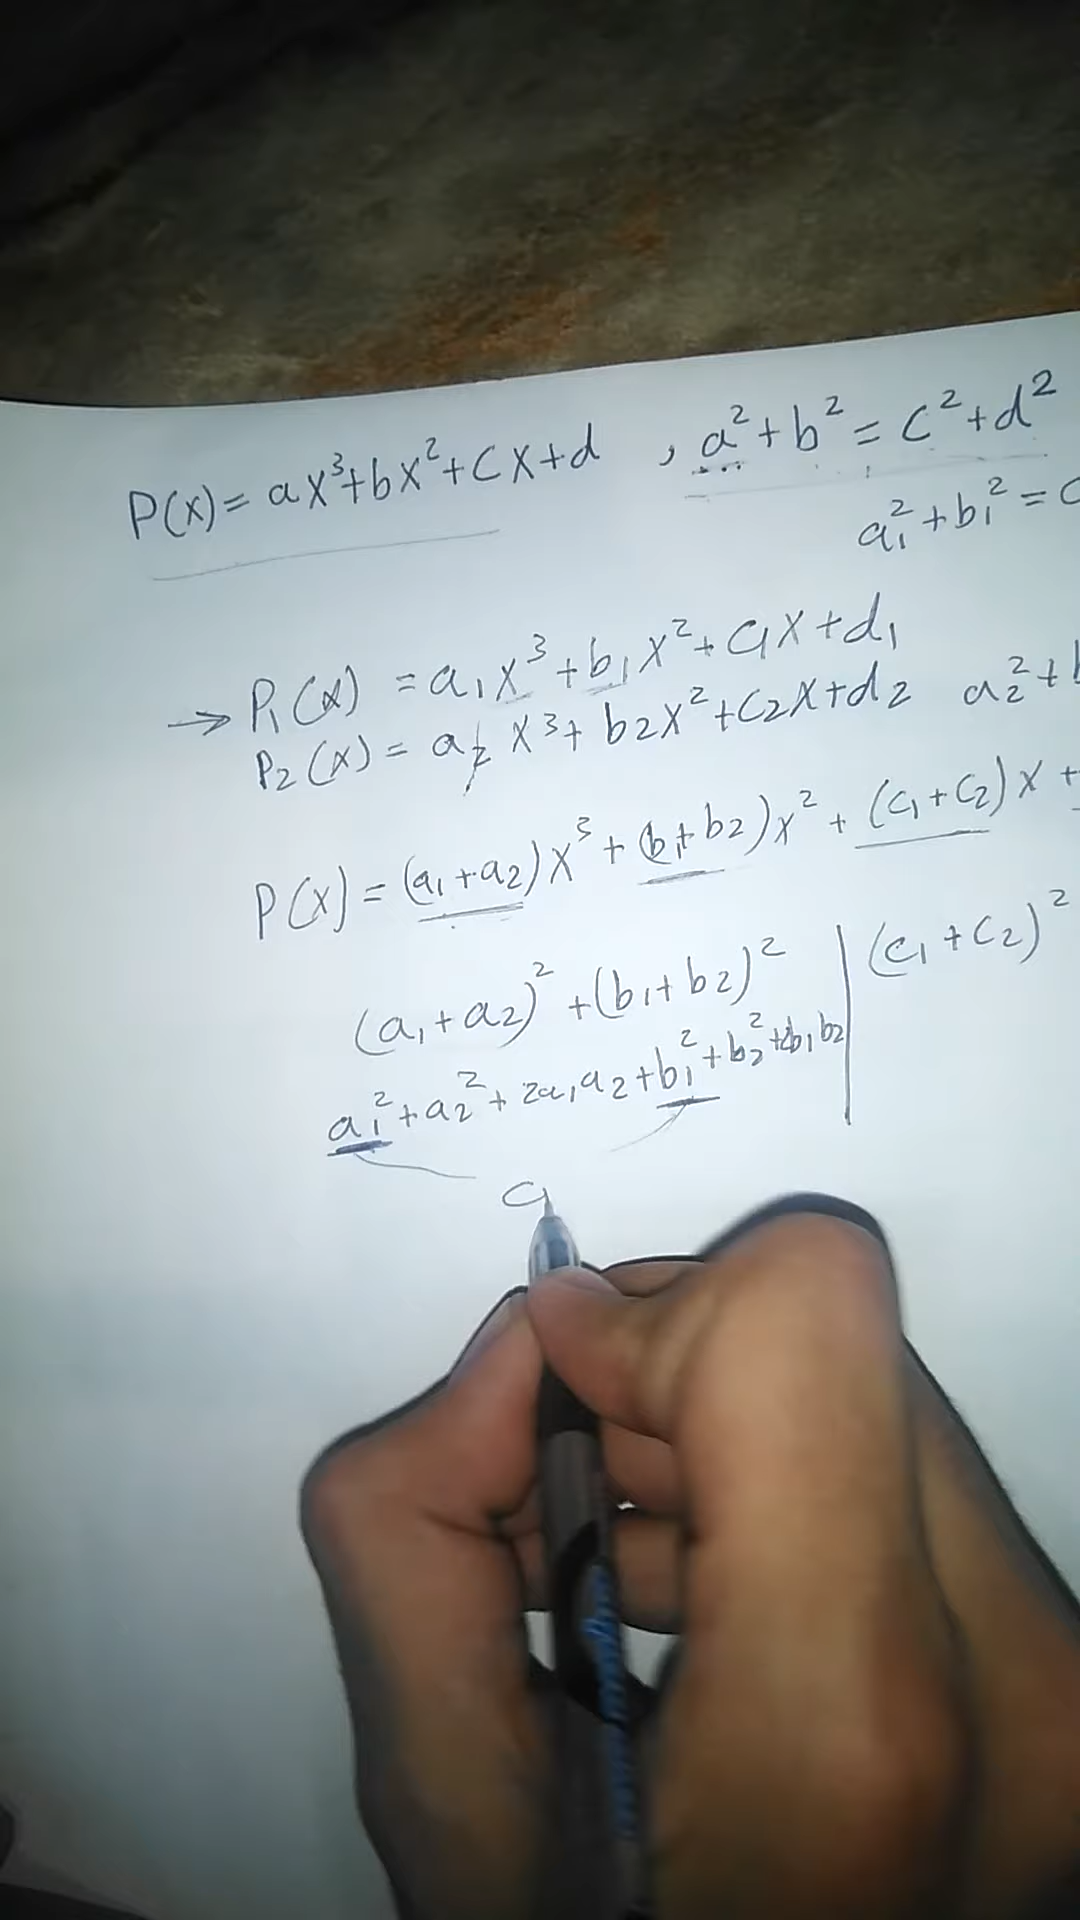 P(x)= ax³+bx²+cx+d , a²+b² = c²+d²
a₁²+b₁² = c
→ P₁(x) = a₁x³+b₁x²+c₁x+d₁
P₂(x) = a₂x³+b₂x²+c₂x+d₂ a₂²+b
P(x) = (a₁+a₂)x³+(b₁+b₂)x²+(c₁+c₂)x+
(a₁+a₂)²+(b₁+b₂)² | (c₁+c₂)²
a₁²+a₂²+2a₁a₂+b₁²+b₂²+2b₁b₂
c